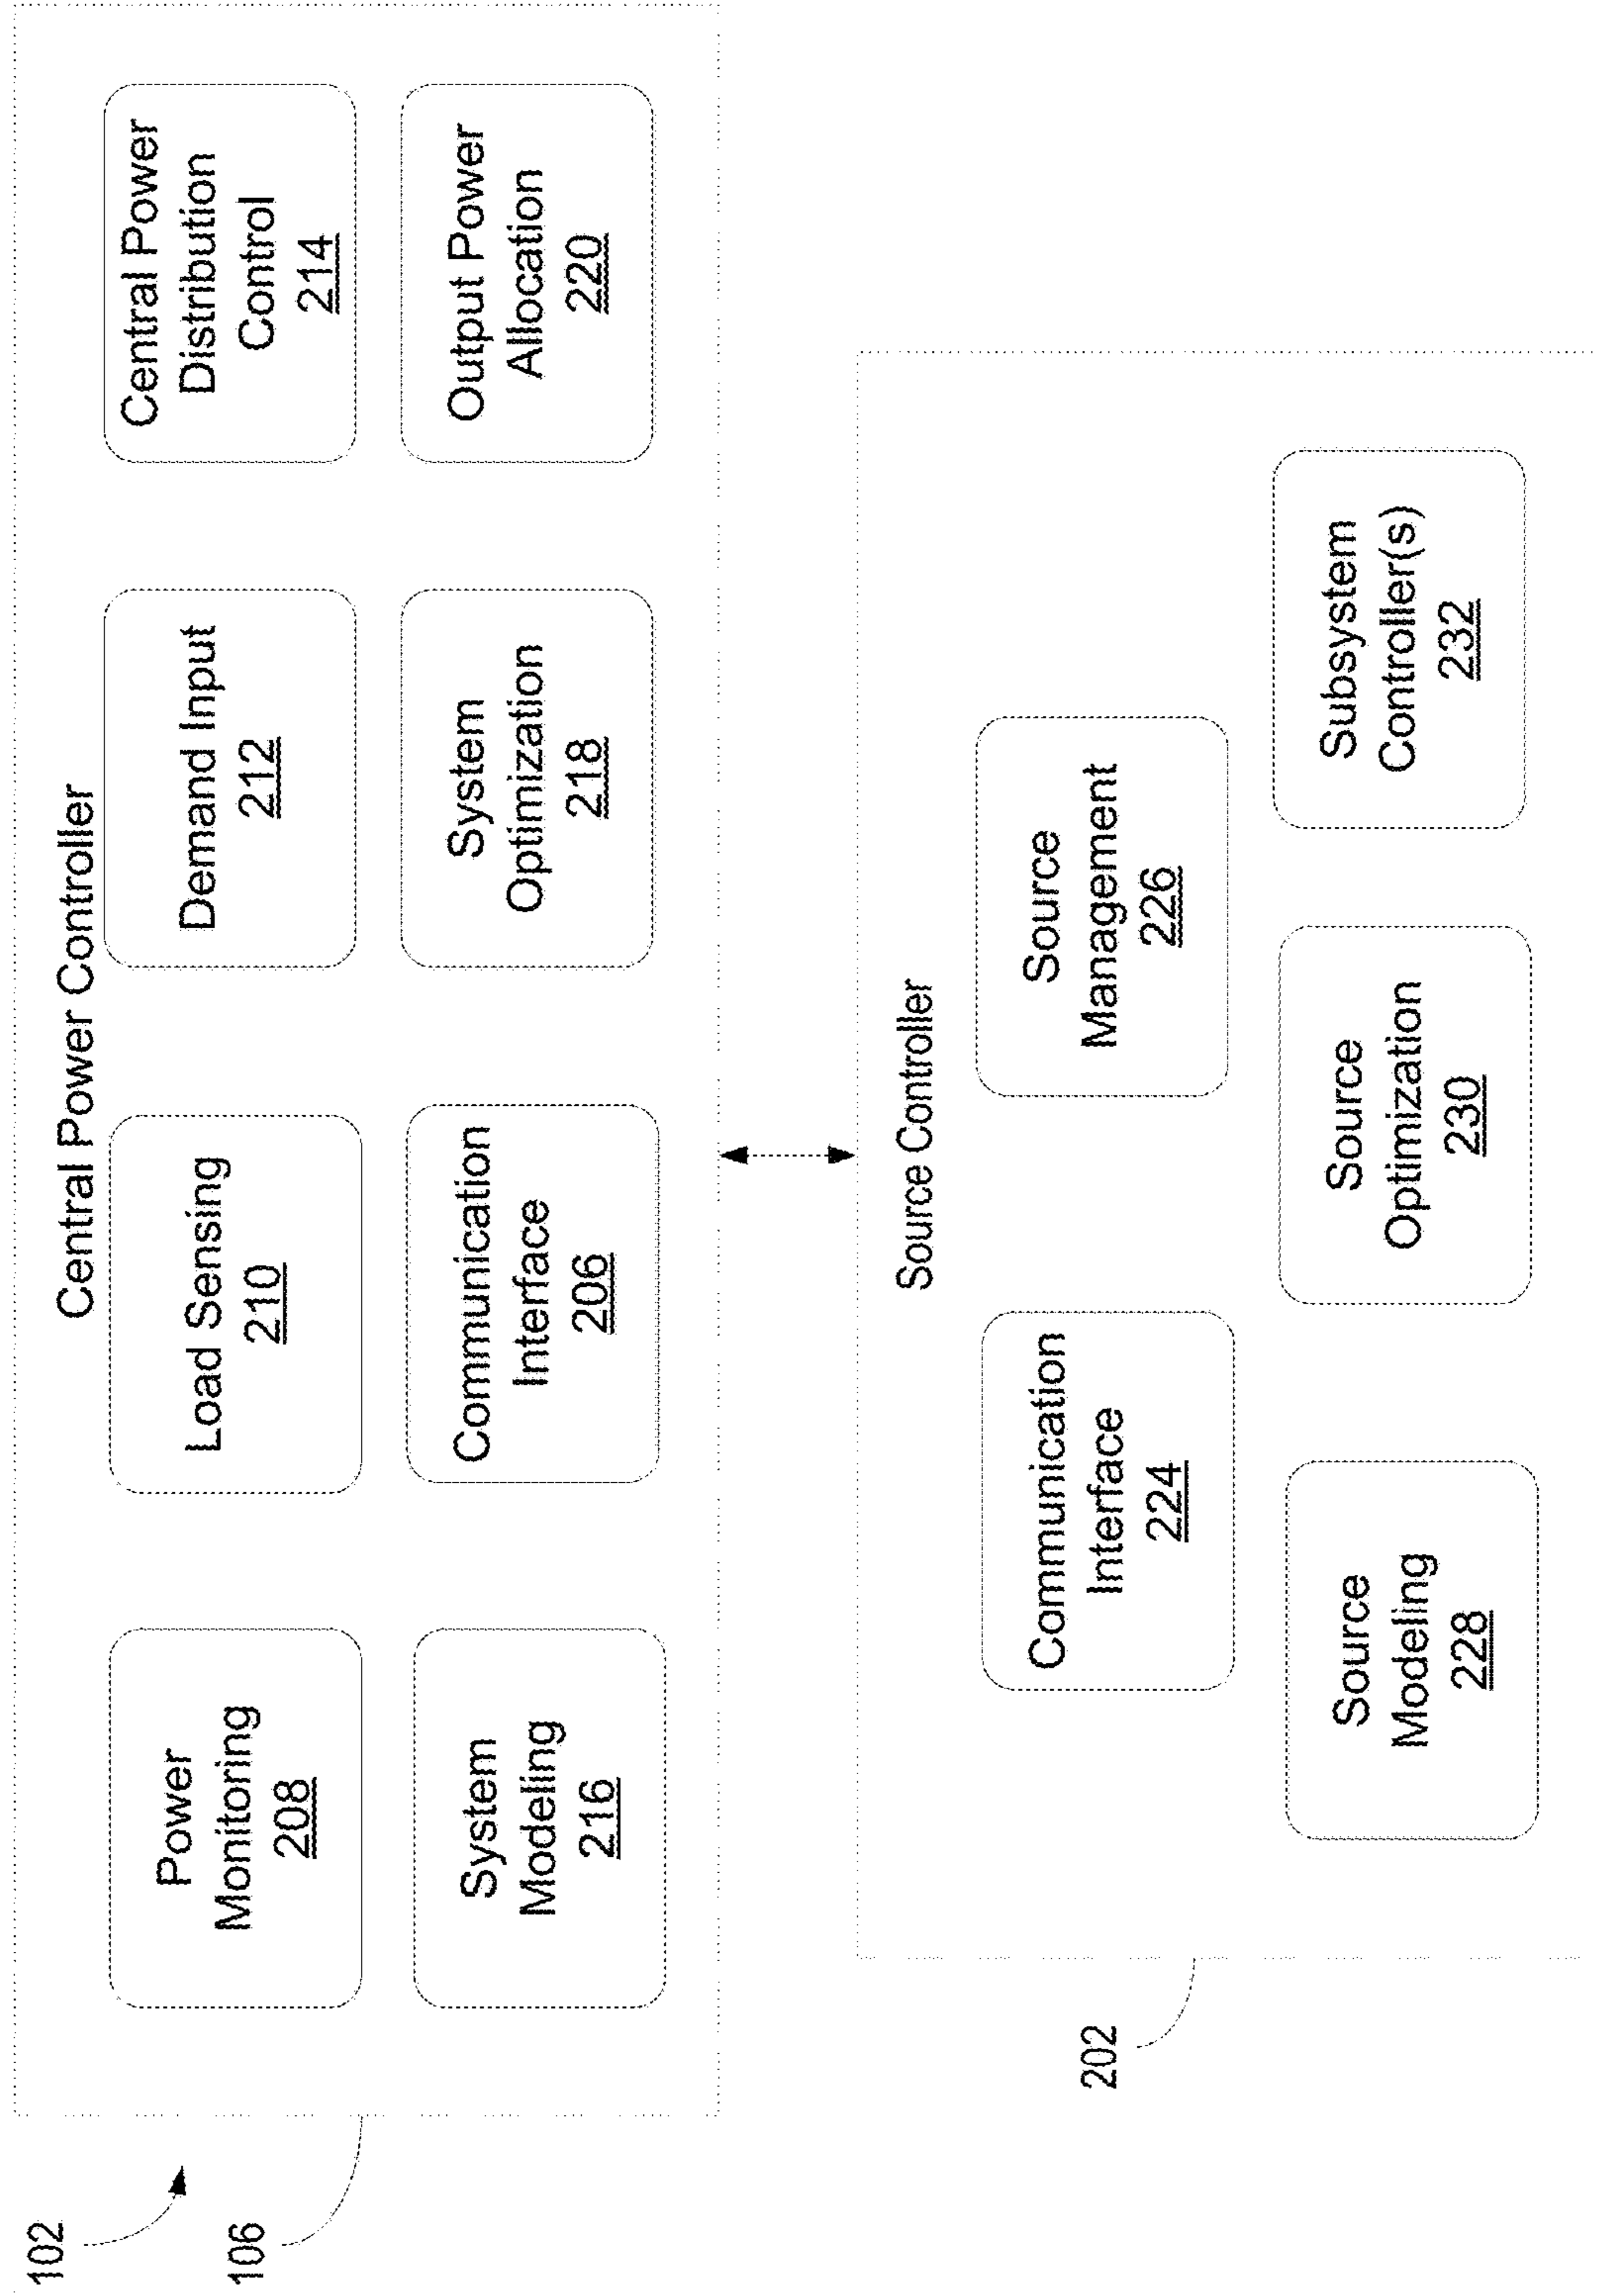 102
106
Central Power Controller
Power
Monitoring
208
Load Sensing
210
Demand Input
212
Central Power
Distribution
Control
214
System
Modeling
216
Communication
Interface
206
System
Optimization
218
Output Power
Allocation
220
202
Source Controller
Communication
Interface
224
Source
Management
226
Source
Modeling
228
Source
Optimization
230
Subsystem
Controller(s)
232